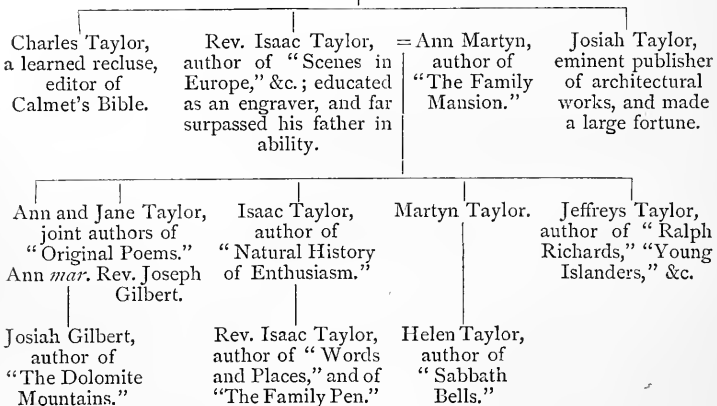 Charles Taylor,
a learned recluse,
editor of
Calmet's Bible.
Rev. Isaac Taylor,
author of "Scenes in
Europe," &c.; educated
as an engraver, and far
surpassed his father in
ability.
= Ann Martyn,
author of
"The Family
Mansion."
Josiah Taylor,
eminent publisher
of architectural
works, and made
a large fortune.
Ann and Jane Taylor,
joint authors of
"Original Poems."
Ann mar. Rev. Joseph
Gilbert.
Isaac Taylor,
author of
"Natural History
of Enthusiasm."
Martyn Taylor.
Jeffreys Taylor,
author of "Ralph
Richards," "Young
Islanders," &c.
Josiah Gilbert,
author of
"The Dolomite
Mountains."
Rev. Isaac Taylor,
author of "Words
and Places," and of
"The Family Pen."
Helen Taylor,
author of
"Sabbath
Bells."